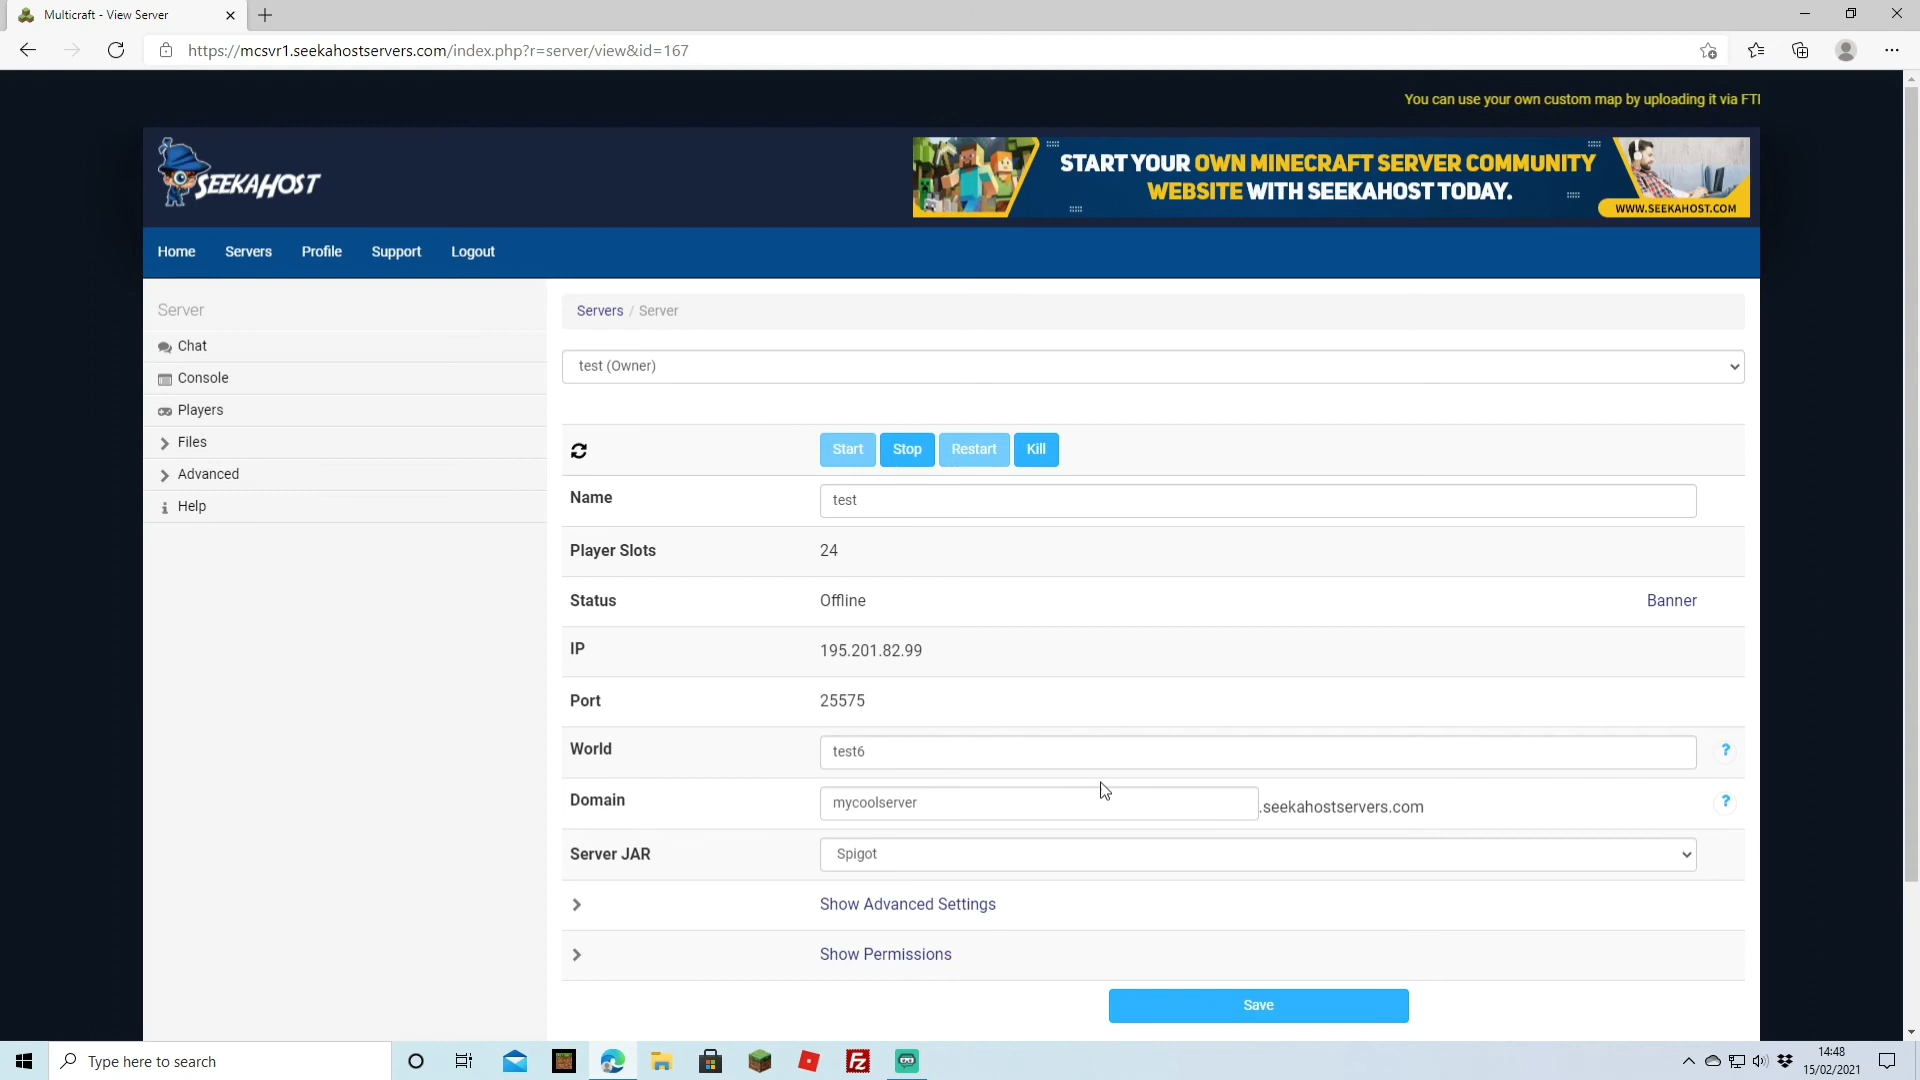 Multicraft - View Server
https://mcsvr1.seekahostservers.com/index.php?r=server/view&id=167
You can use your own custom map by uploading it via FTI
SEEKAHOST
START YOUR OWN MINECRAFT SERVER COMMUNITY
WEBSITE WITH SEEKAHOST TODAY.
WWW.SEEKAHOST.COM
Home Servers Profile Support Logout
Server
Chat
Console
Players
Files
Advanced
Help
Servers / Server
test (Owner)
Start Stop Restart Kill
Name test
Player Slots 24
Status Offline Banner
IP 195.201.82.99
Port 25575
World test6 ?
Domain mycoolserver .seekahostservers.com ?
Server JAR Spigot
Show Advanced Settings
Show Permissions
Save
Type here to search
Fz
14:48
15/02/2021